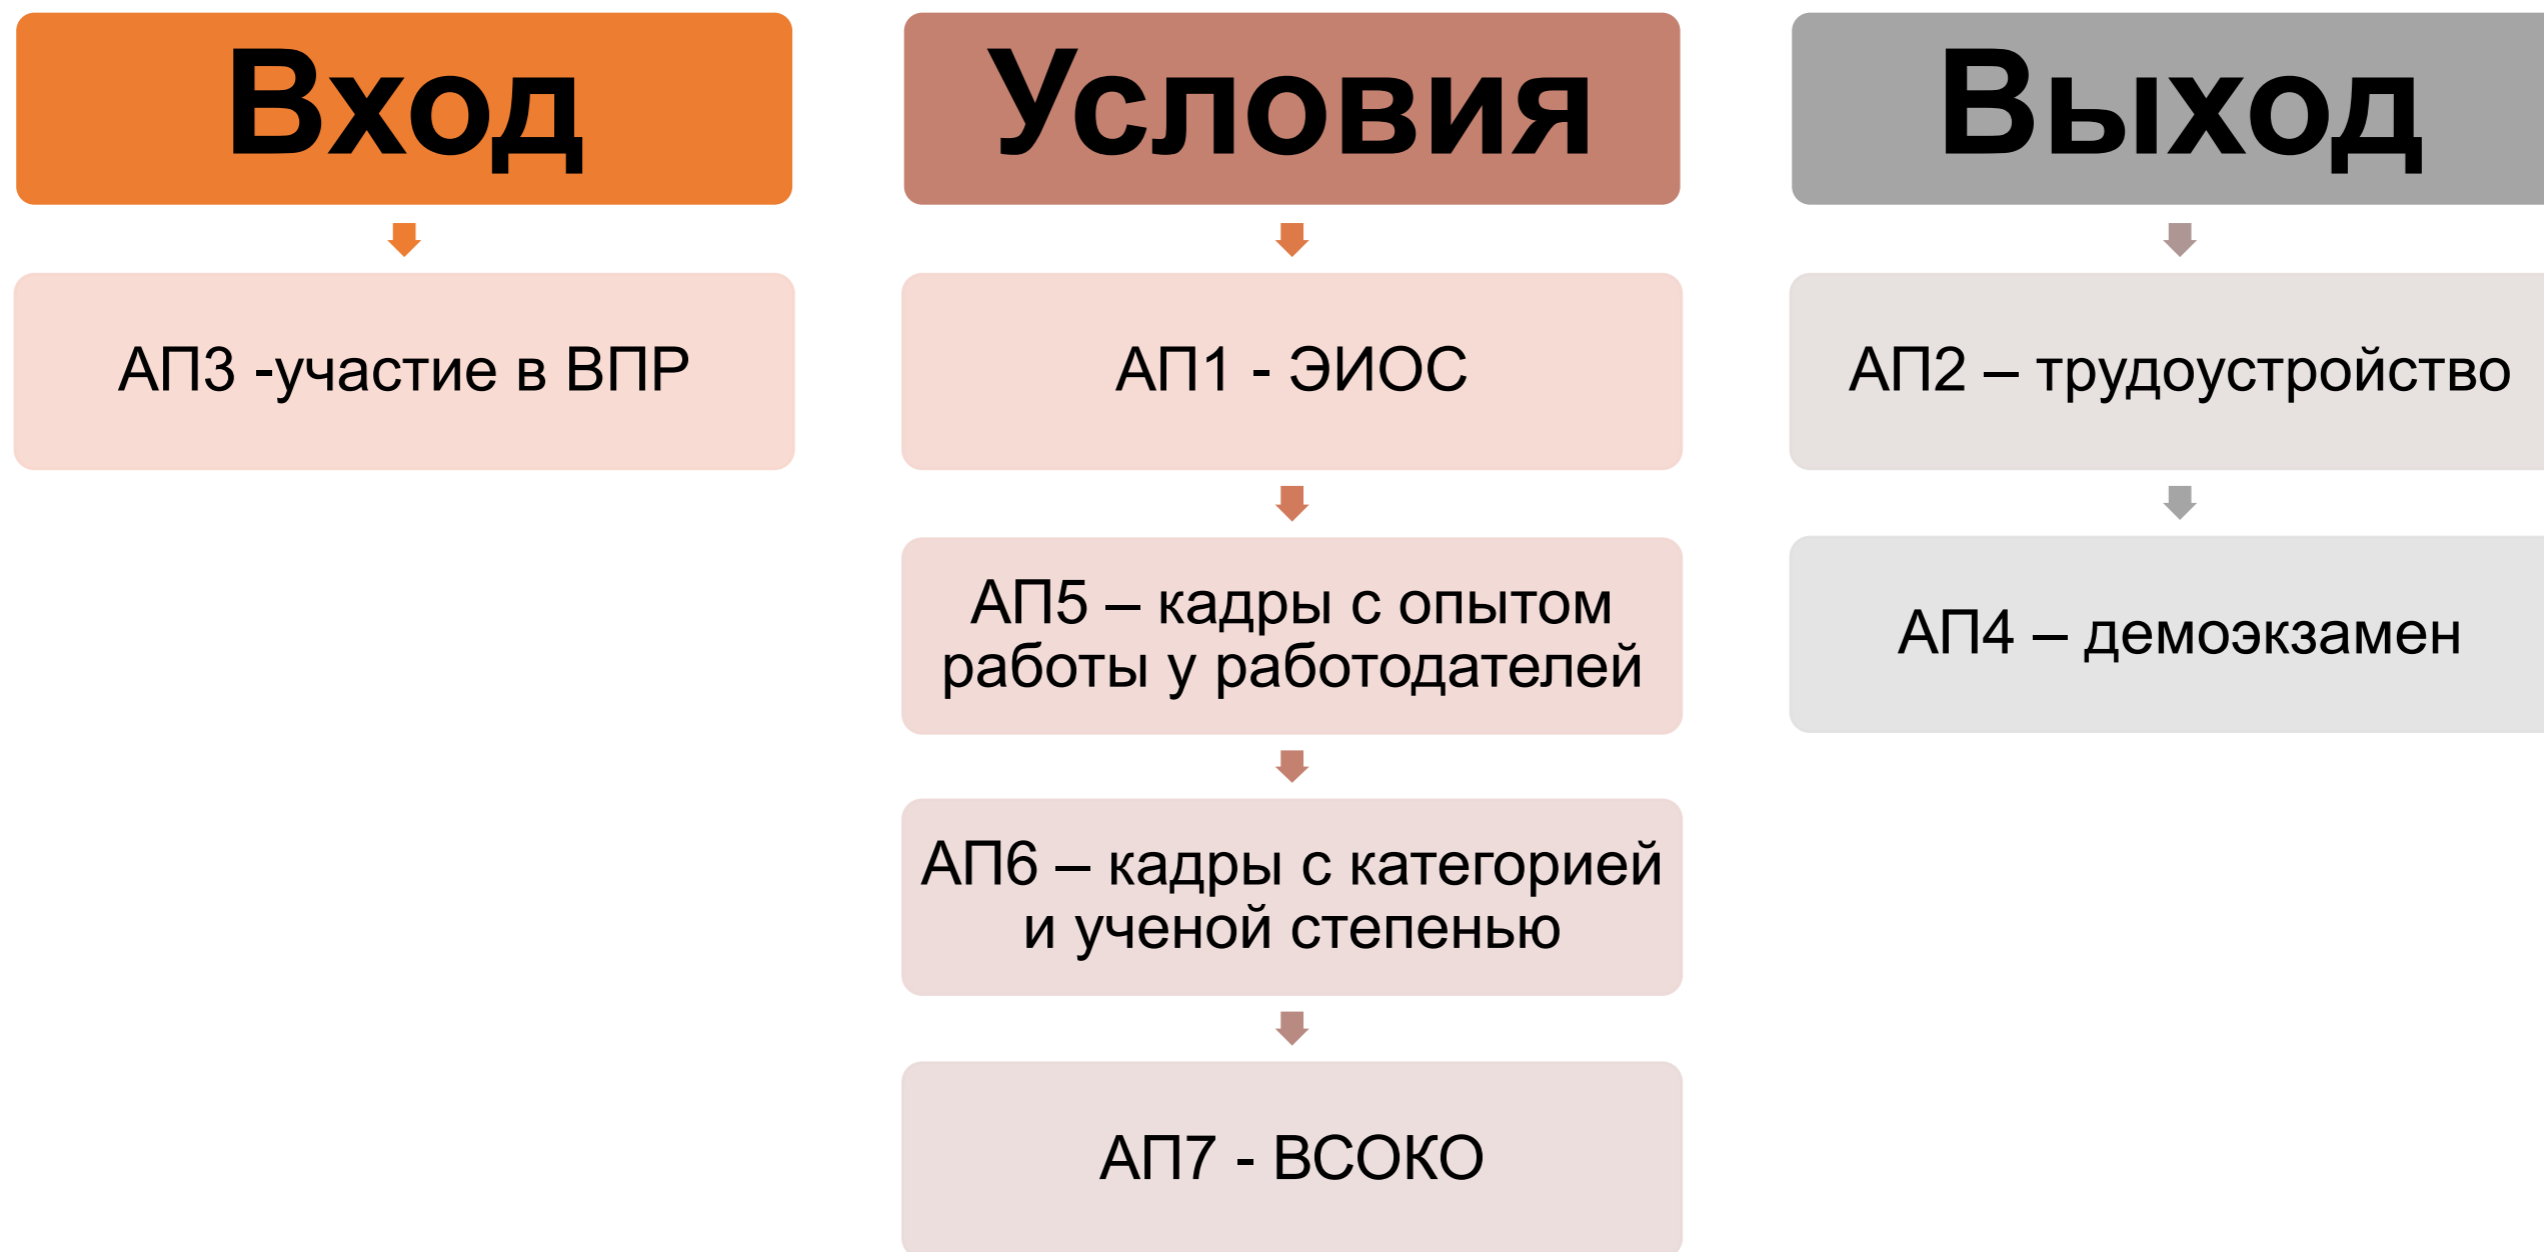 Вход
АП3 -участие в ВПР
Условия
АП1 - ЭИОС
АП5 – кадры с опытом
работы у работодателей
АП6 – кадры с категорией
и ученой степенью
АП7 - ВСОКО
Выход
АП2 – трудоустройство
АП4 – демоэкзамен